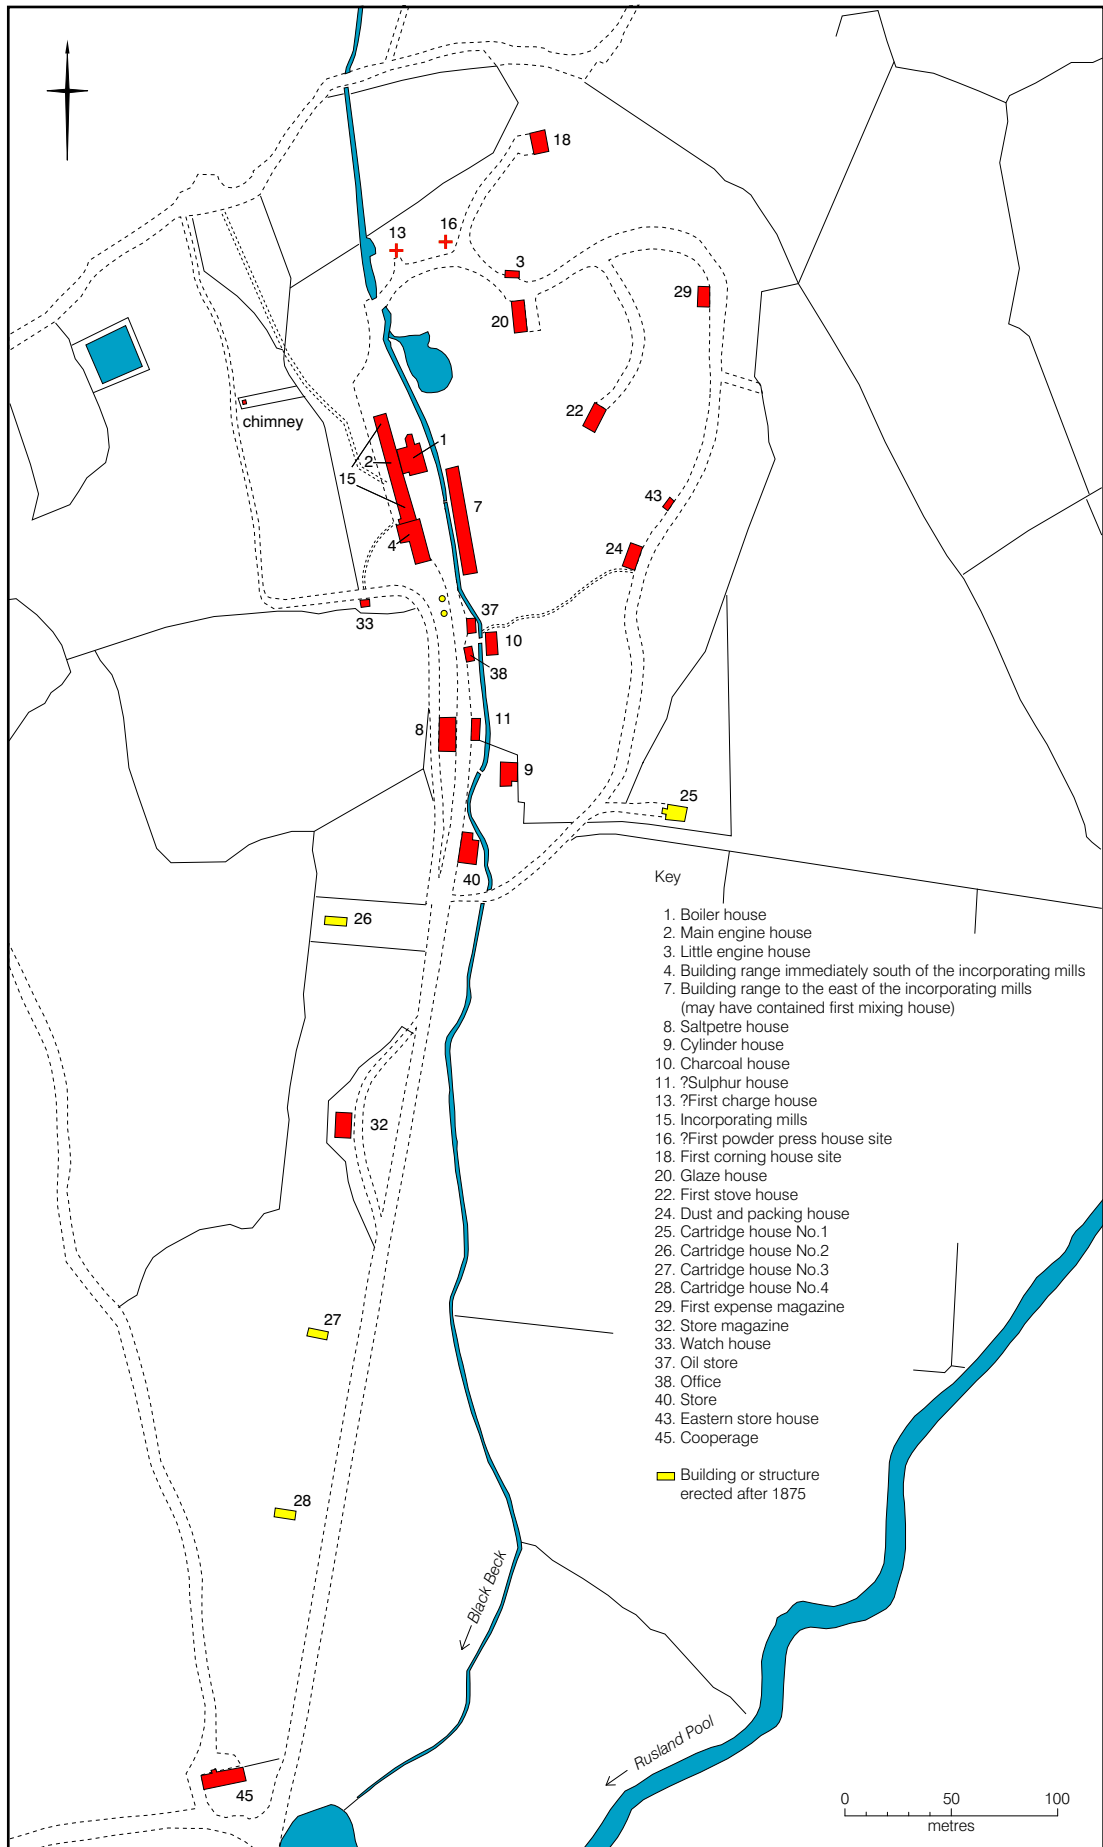 18
16
13
3
29
20
22
chimney
1
2
15
43
7
4
24
33
37
10
38
11
8
9
25
40
26
Key
1. Boiler house
2. Main engine house
3. Little engine house
4. Building range immediately south of the incorporating mills
7. Building range to the east of the incorporating mills
(may have contained first mixing house)
8. Saltpetre house
9. Cylinder house
10. Charcoal house
11. ?Sulphur house
13. ?First charge house
15. Incorporating mills
16. ?First powder press house site
18. First corning house site
20. Glaze house
22. First stove house
24. Dust and packing house
25. Cartridge house No.1
26. Cartridge house No.2
27. Cartridge house No.3
28. Cartridge house No.4
29. First expense magazine
32. Store magazine
33. Watch house
37. Oil store
38. Office
40. Store
43. Eastern store house
45. Cooperage
Building or structure
erected after 1875
32
27
28
Black Beck
Rusland Pool
45
0 50 100
metres